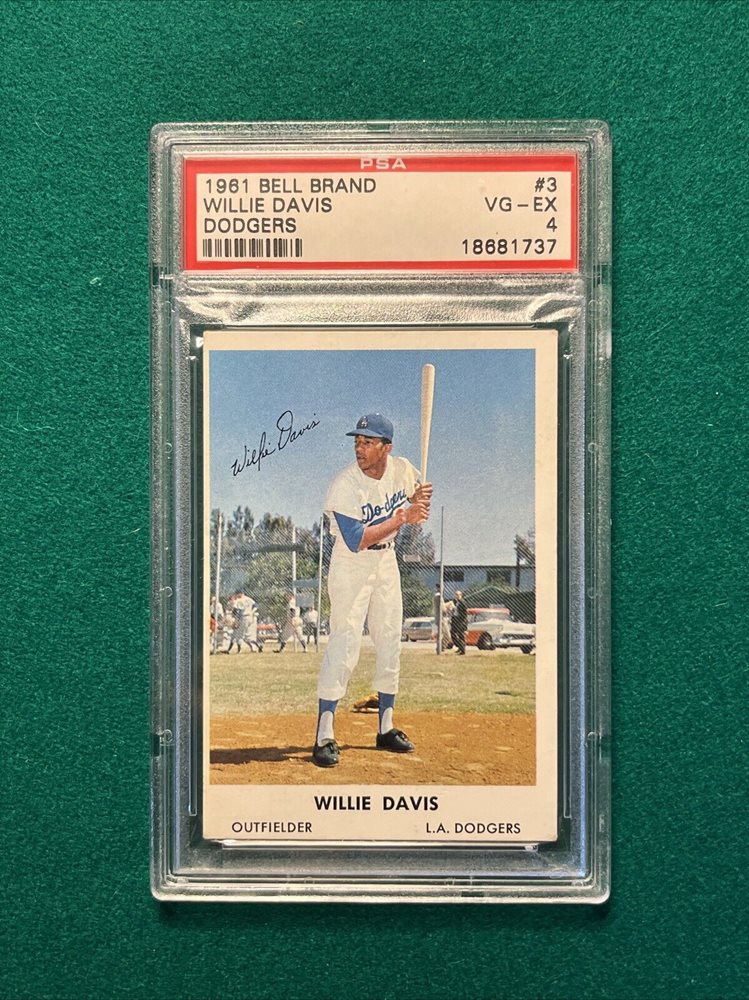 PSA
1961 BELL BRAND #3
WILLIE DAVIS VG-EX
DODGERS 4
18681737
Willie Davis
Dodgers
WILLIE DAVIS
OUTFIELDER L.A. DODGERS